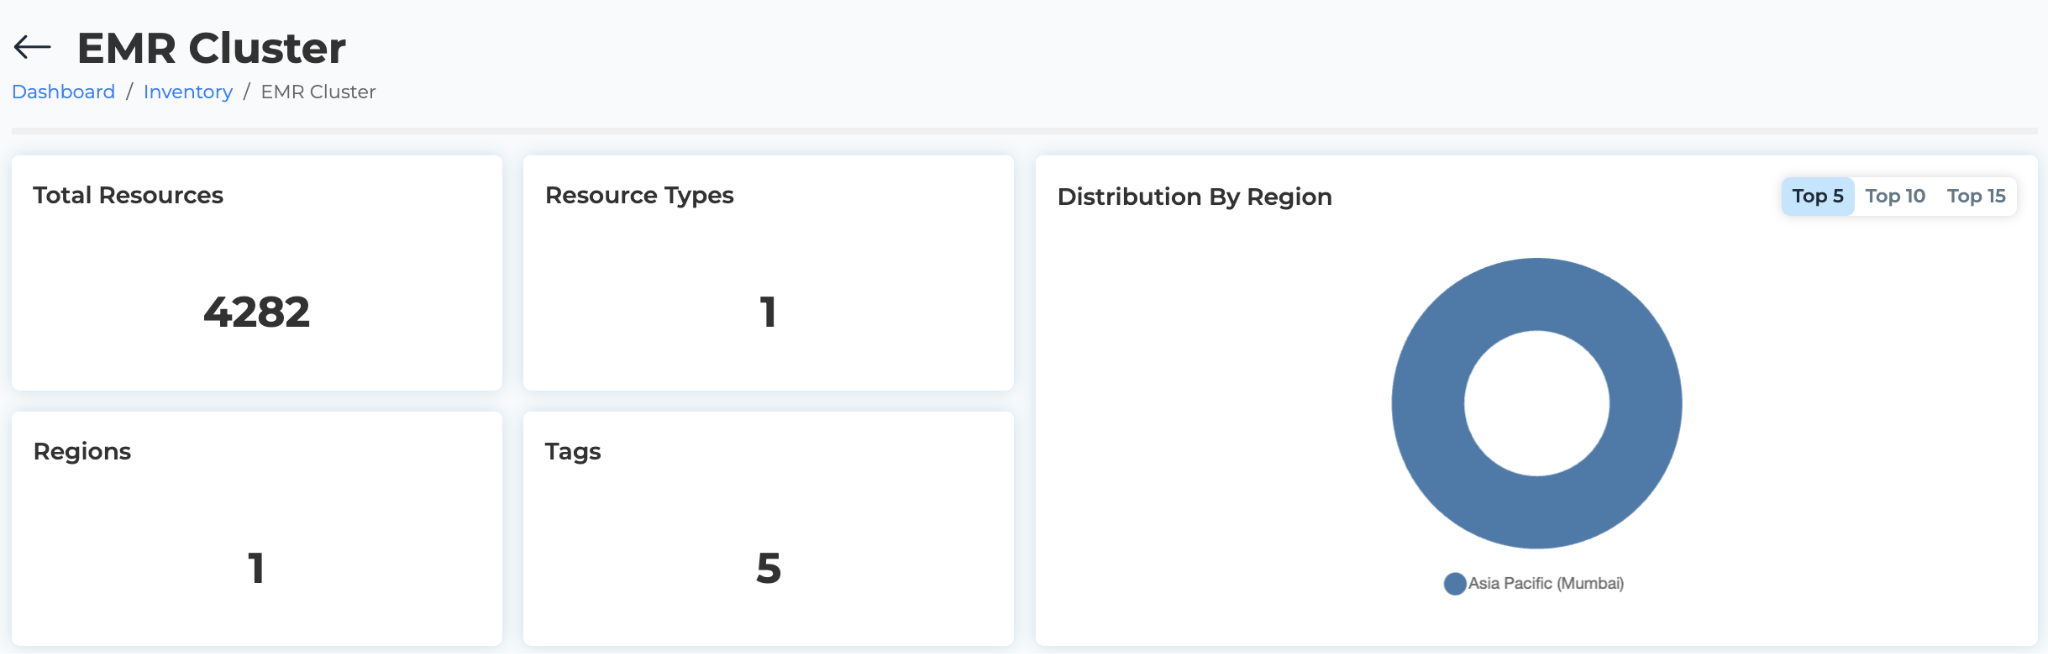 EMR Cluster
Dashboard / Inventory / EMR Cluster
Total Resources
4282
Resource Types
1
Regions
1
Tags
5
Distribution By Region
Top 5 Top 10 Top 15
Asia Pacific (Mumbai)